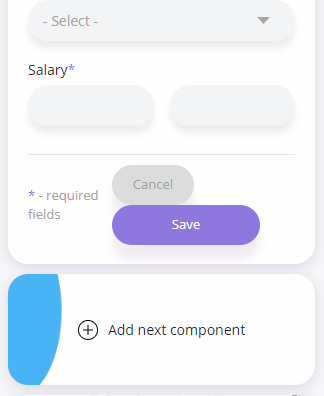 - Select -
Salary*
* - required
fields
Cancel
Save
Add next component